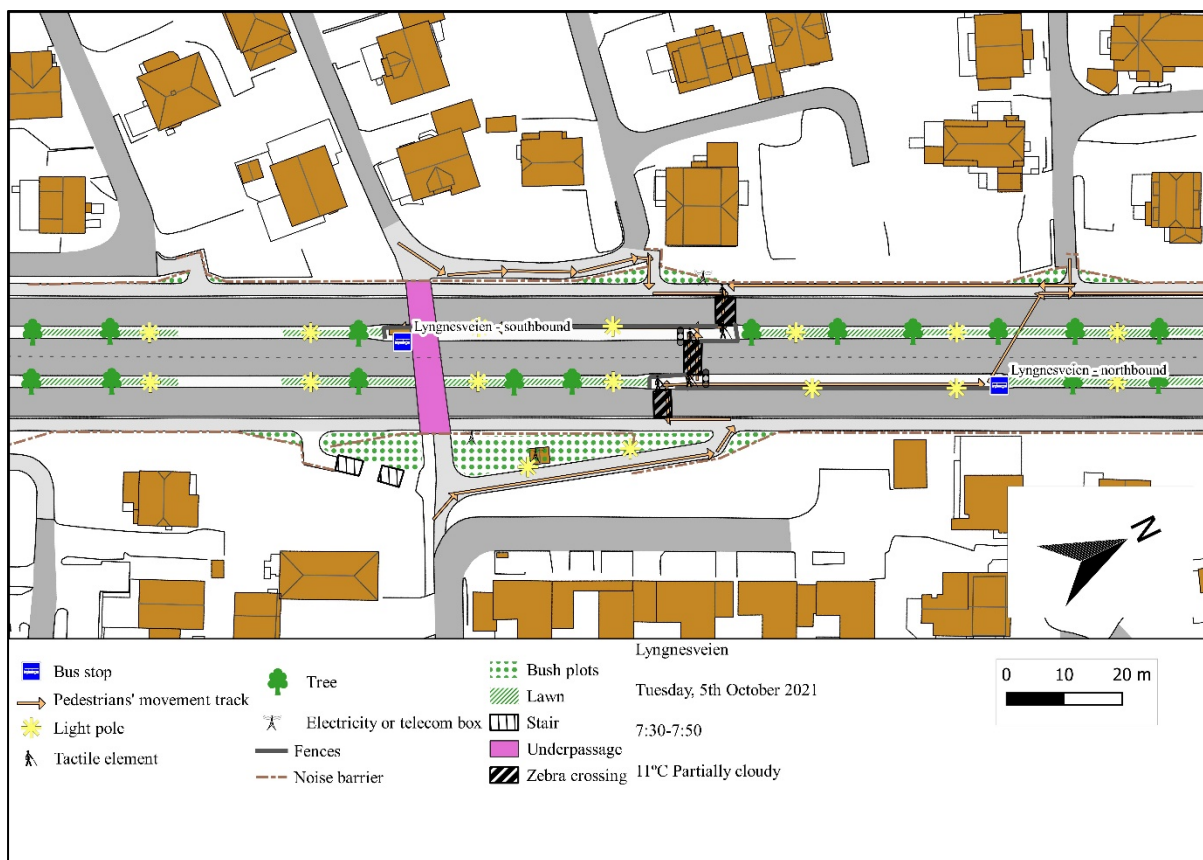 Lyngnesveien - southbound
Lyngnesveien - northbound
N
Bus stop
Pedestrians' movement track
Light pole
Tactile element
Tree
Electricity or telecom box
Fences
Noise barrier
Bush plots
Lawn
Stair
Underpassage
Zebra crossing
Lyngnesveien
Tuesday, 5th October 2021
7:30-7:50
11°C Partially cloudy
0 10 20 m